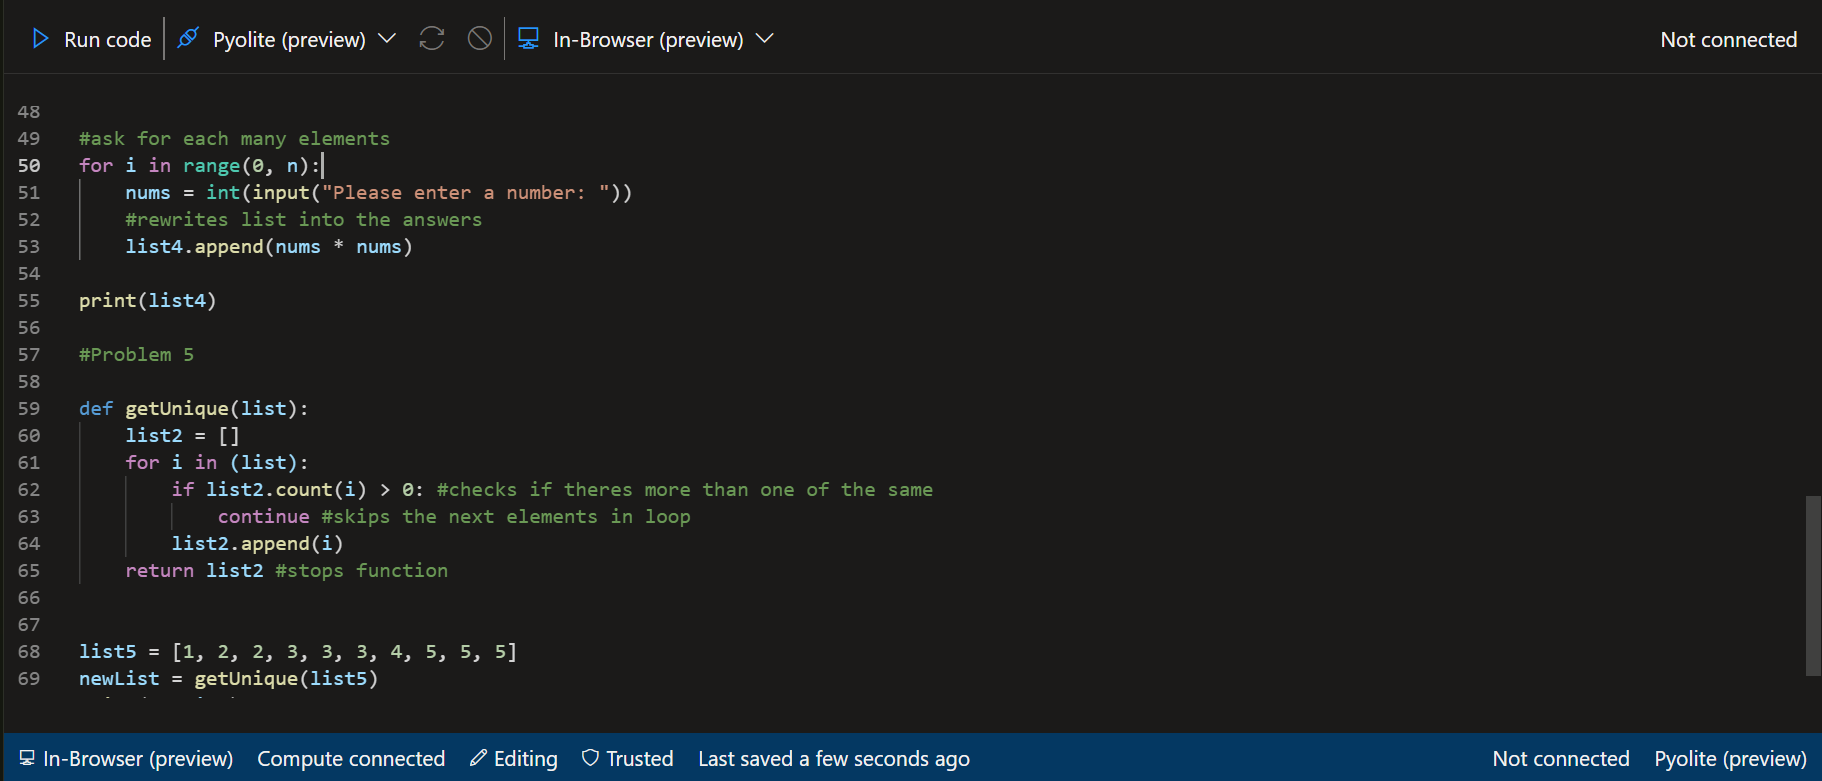 Run code Pyolite (preview) In-Browser (preview) Not connected
48
49 #ask for each many elements
50 for i in range(0, n):
51     nums = int(input("Please enter a number: "))
52     #rewrites list into the answers
53     list4.append(nums * nums)
54
55 print(list4)
56
57 #Problem 5
58
59 def getUnique(list):
60     list2 = []
61     for i in (list):
62         if list2.count(i) > 0: #checks if theres more than one of the same
63             continue #skips the next elements in loop
64         list2.append(i)
65     return list2 #stops function
66
67
68 list5 = [1, 2, 2, 3, 3, 3, 4, 5, 5, 5]
69 newList = getUnique(list5)
In-Browser (preview) Compute connected Editing Trusted Last saved a few seconds ago Not connected Pyolite (preview)